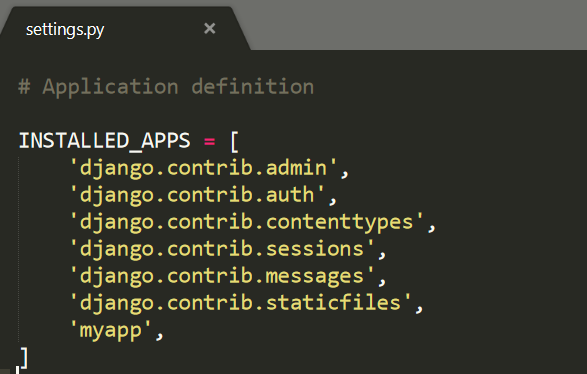 settings.py ×
# Application definition
INSTALLED_APPS = [
    'django.contrib.admin',
    'django.contrib.auth',
    'django.contrib.contenttypes',
    'django.contrib.sessions',
    'django.contrib.messages',
    'django.contrib.staticfiles',
    'myapp',
]